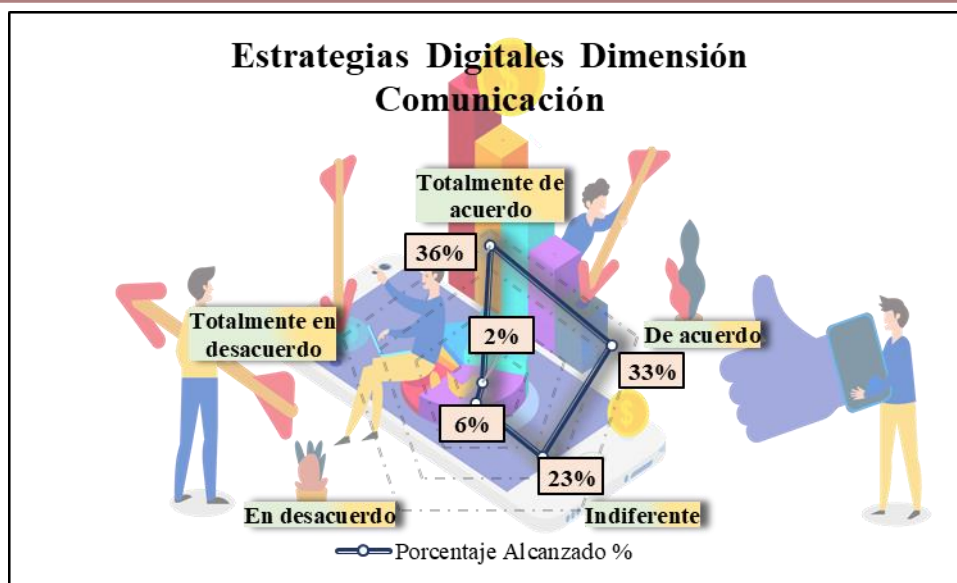 Estrategias Digitales Dimensión
Comunicación
Totalmente de
acuerdo
36%
Totalmente en
desacuerdo
2%
De acuerdo
33%
6%
23%
En desacuerdo
Indiferente
Porcentaje Alcanzado %